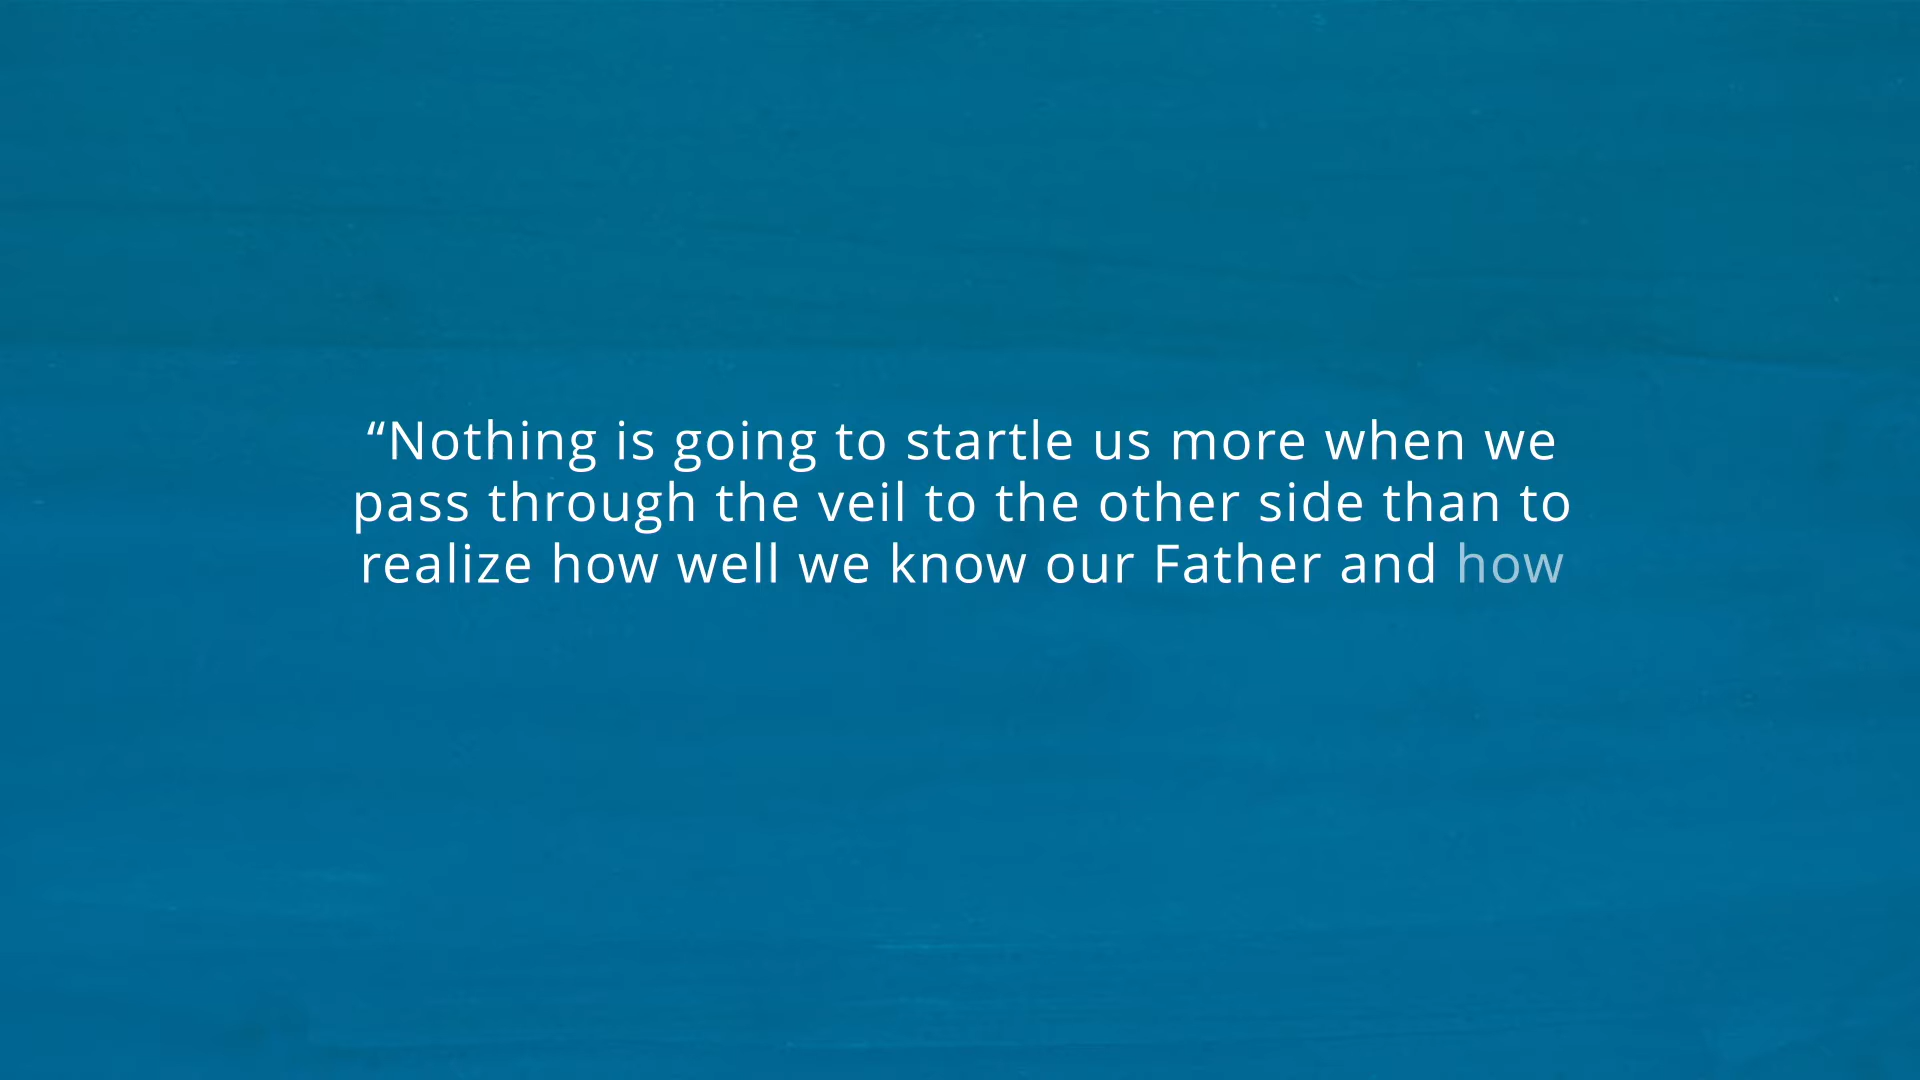 “Nothing is going to startle us more when we
pass through the veil to the other side than to
realize how well we know our Father and how